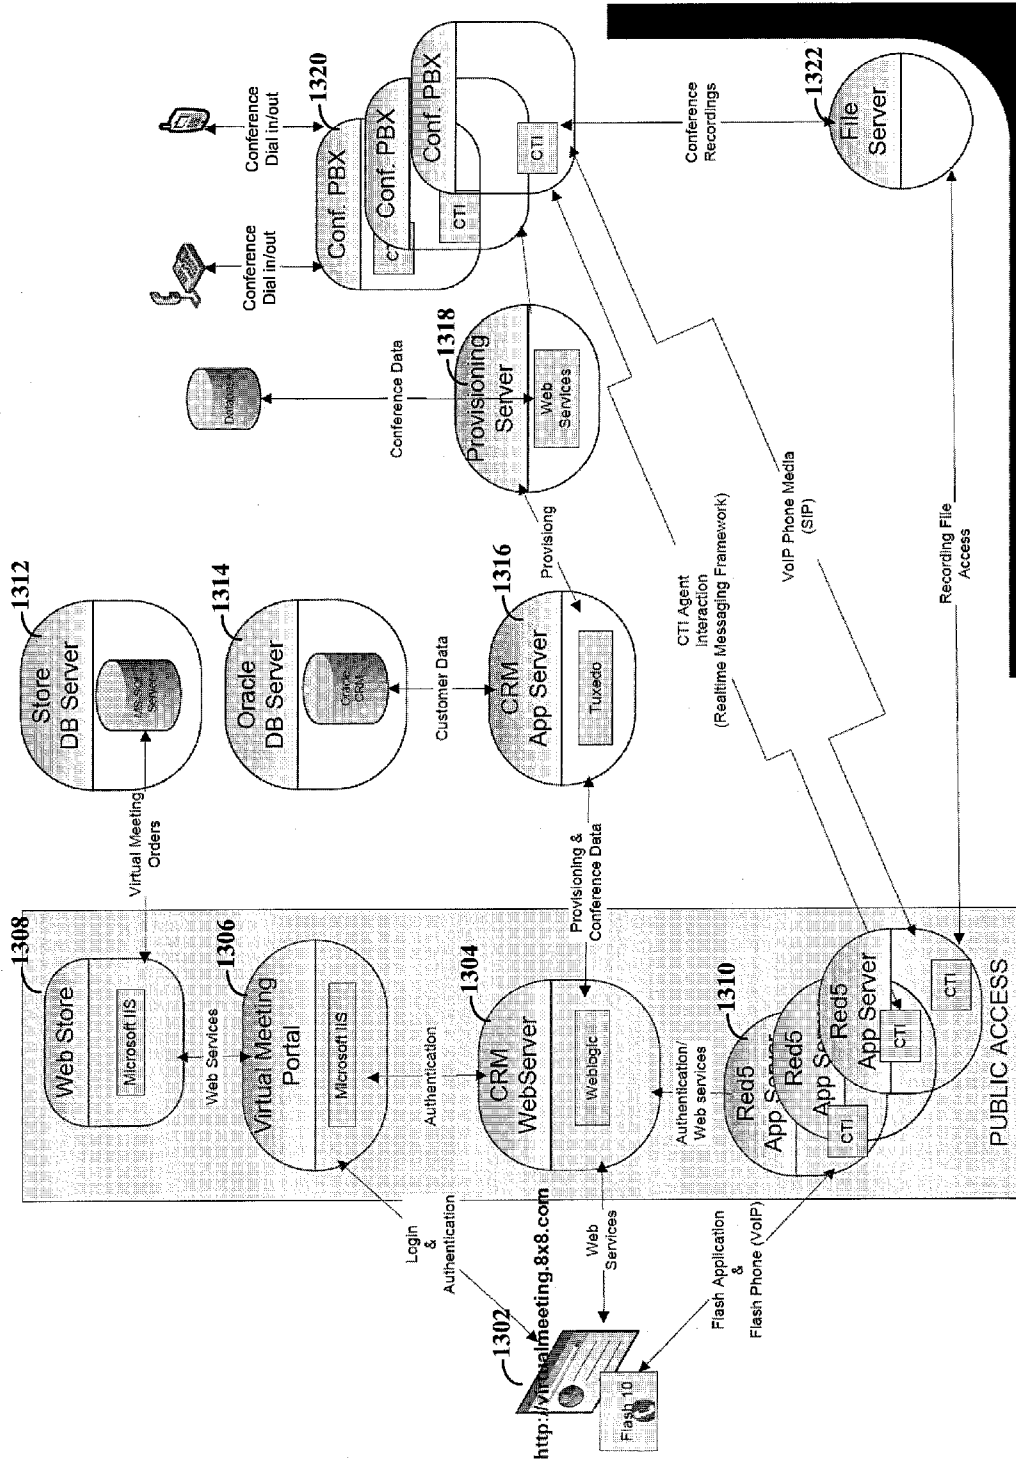 1308
Web Store
Microsoft IIS
Web Services
1306
Virtual Meeting
Portal
Microsoft IIS
Authentication
1304
CRM
WebServer
Weblogic
Authentication/
Web services
1310
Red5
App Server
CTI
Red5
CTI
Red5
App Server
CTI
PUBLIC ACCESS
Login
&
Authentication
1302
http://virtualmeeting.8x8.com
Flash 10
Web
Services
Flash Application
&
Flash Phone (VoIP)
1312
Store
DB Server
Virtual Meeting
Orders
1314
Oracle
DB Server
Oracle
CRM
Customer Data
1316
CRM
App Server
Tuxedo
Provisioning &
Conference Data
Provisiong
1318
Provisioning
Server
Web
Services
Database
Conference Data
Conference
Dial in/out
Conference
Dial in/out
1320
Conf. PBX
Conf. PBX
CTI
Conf. PBX
CTI
Conference
Recordings
1322
File
Server
CTI Agent
Interaction
(Realtime Messaging Framework)
VoIP Phone Media
(SIP)
Recording File
Access